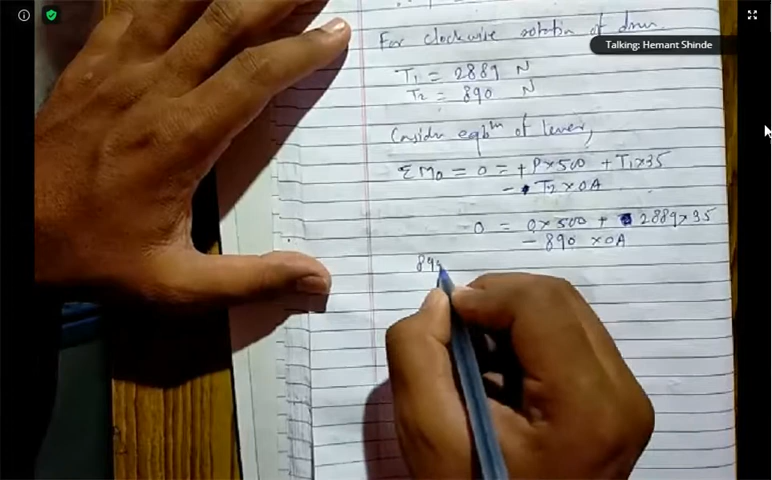 For clockwise rotation of drum
Talking: Hemant Shinde
T1 = 2889 N
T2 = 890 N
Consider eqbm of lever,
ΣMo = 0 = + P×500 + T1×35
- T2×OA
0 = 0×500 + 2889×35
- 890 ×OA
89